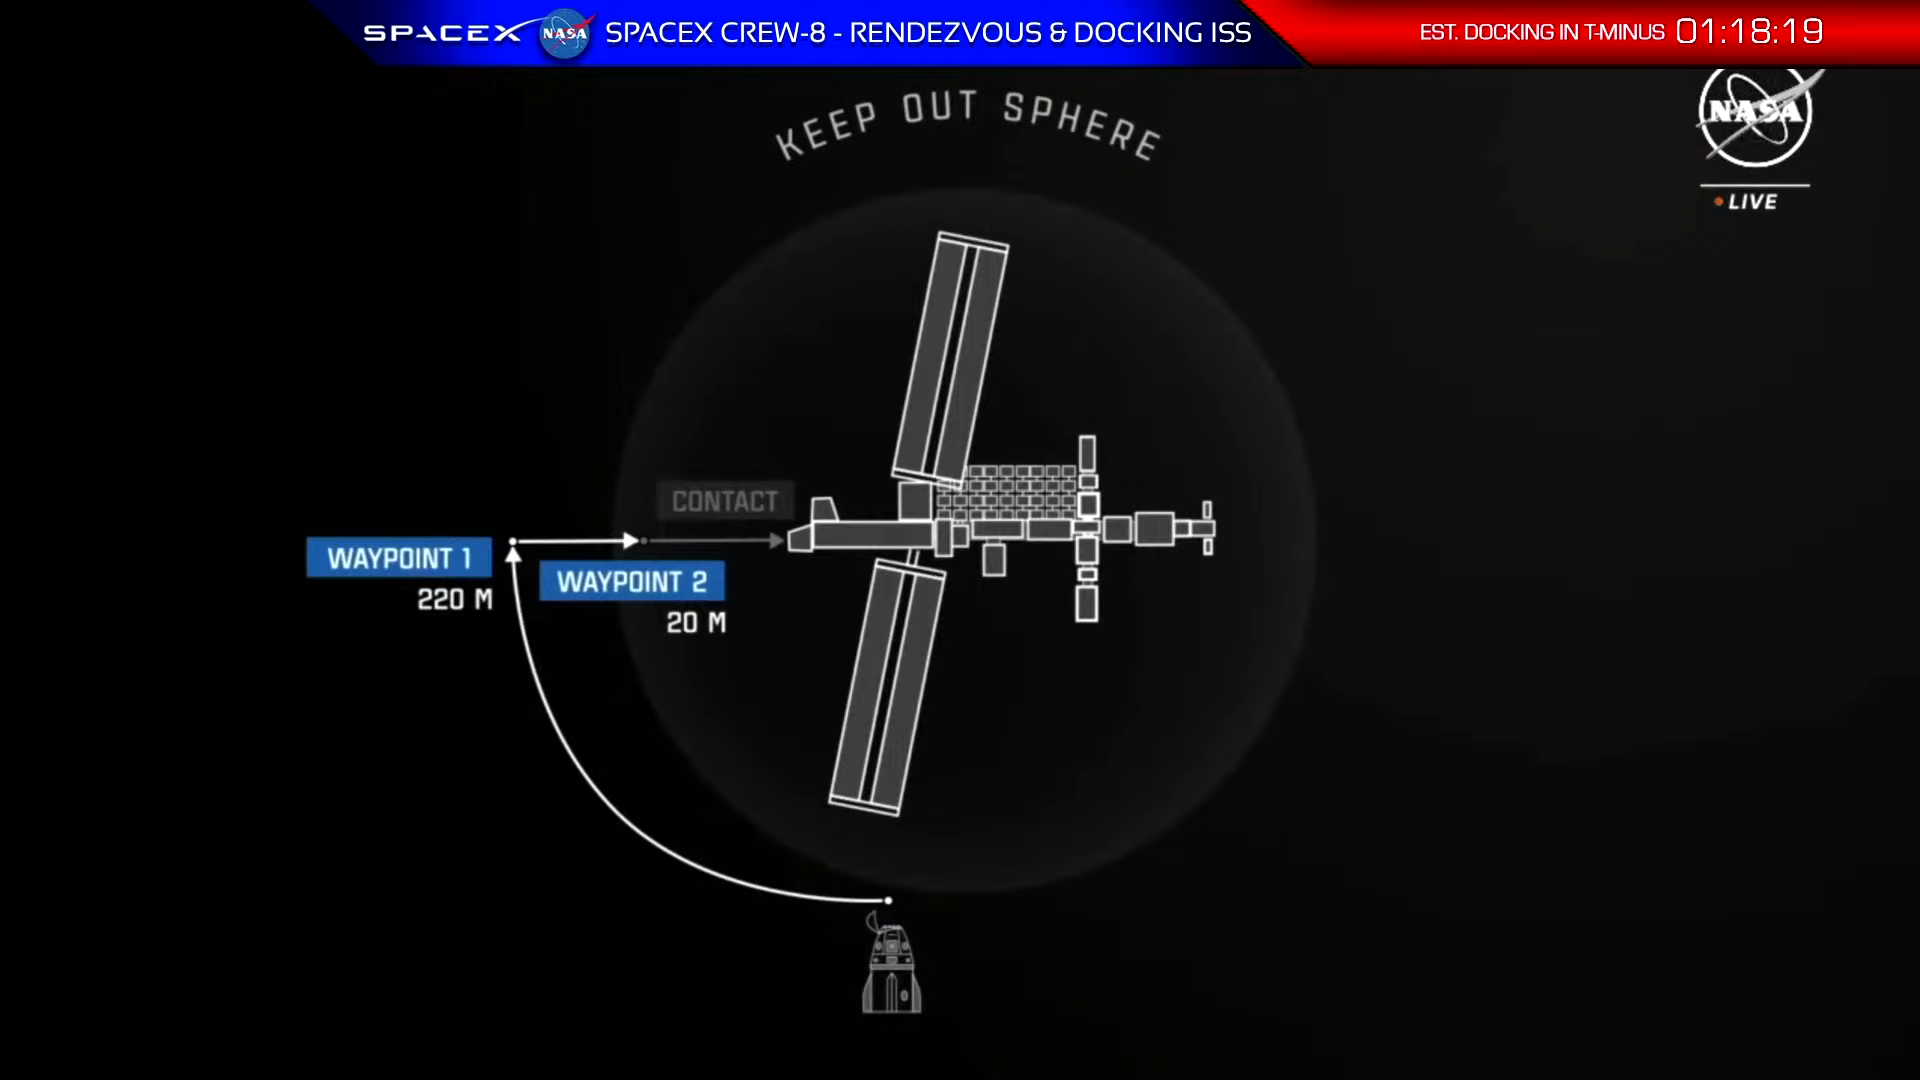 SPACEX NASA SPACEX CREW-8 - RENDEZVOUS & DOCKING ISS
EST. DOCKING IN T-MINUS 01:18:19
KEEP OUT SPHERE
NASA
LIVE
CONTACT
WAYPOINT 1
220 M
WAYPOINT 2
20 M